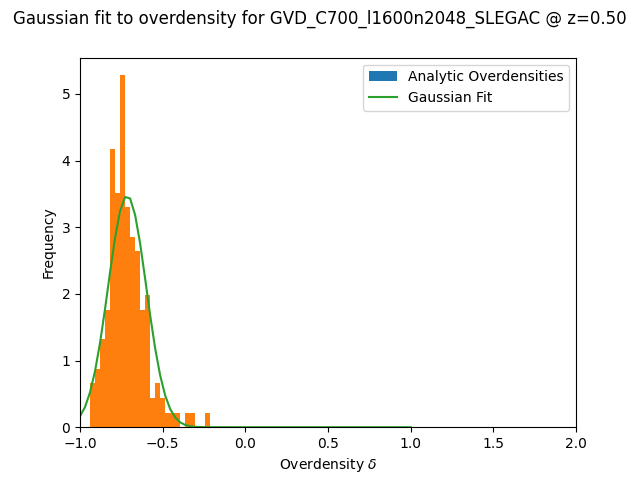 Gaussian fit to overdensity for GVD_C700_l1600n2048_SLEGAC @ z=0.50
Analytic Overdensities
Gaussian Fit
Frequency
5
4
3
2
1
0
−1.0 −0.5 0.0 0.5 1.0 1.5 2.0
Overdensity δ